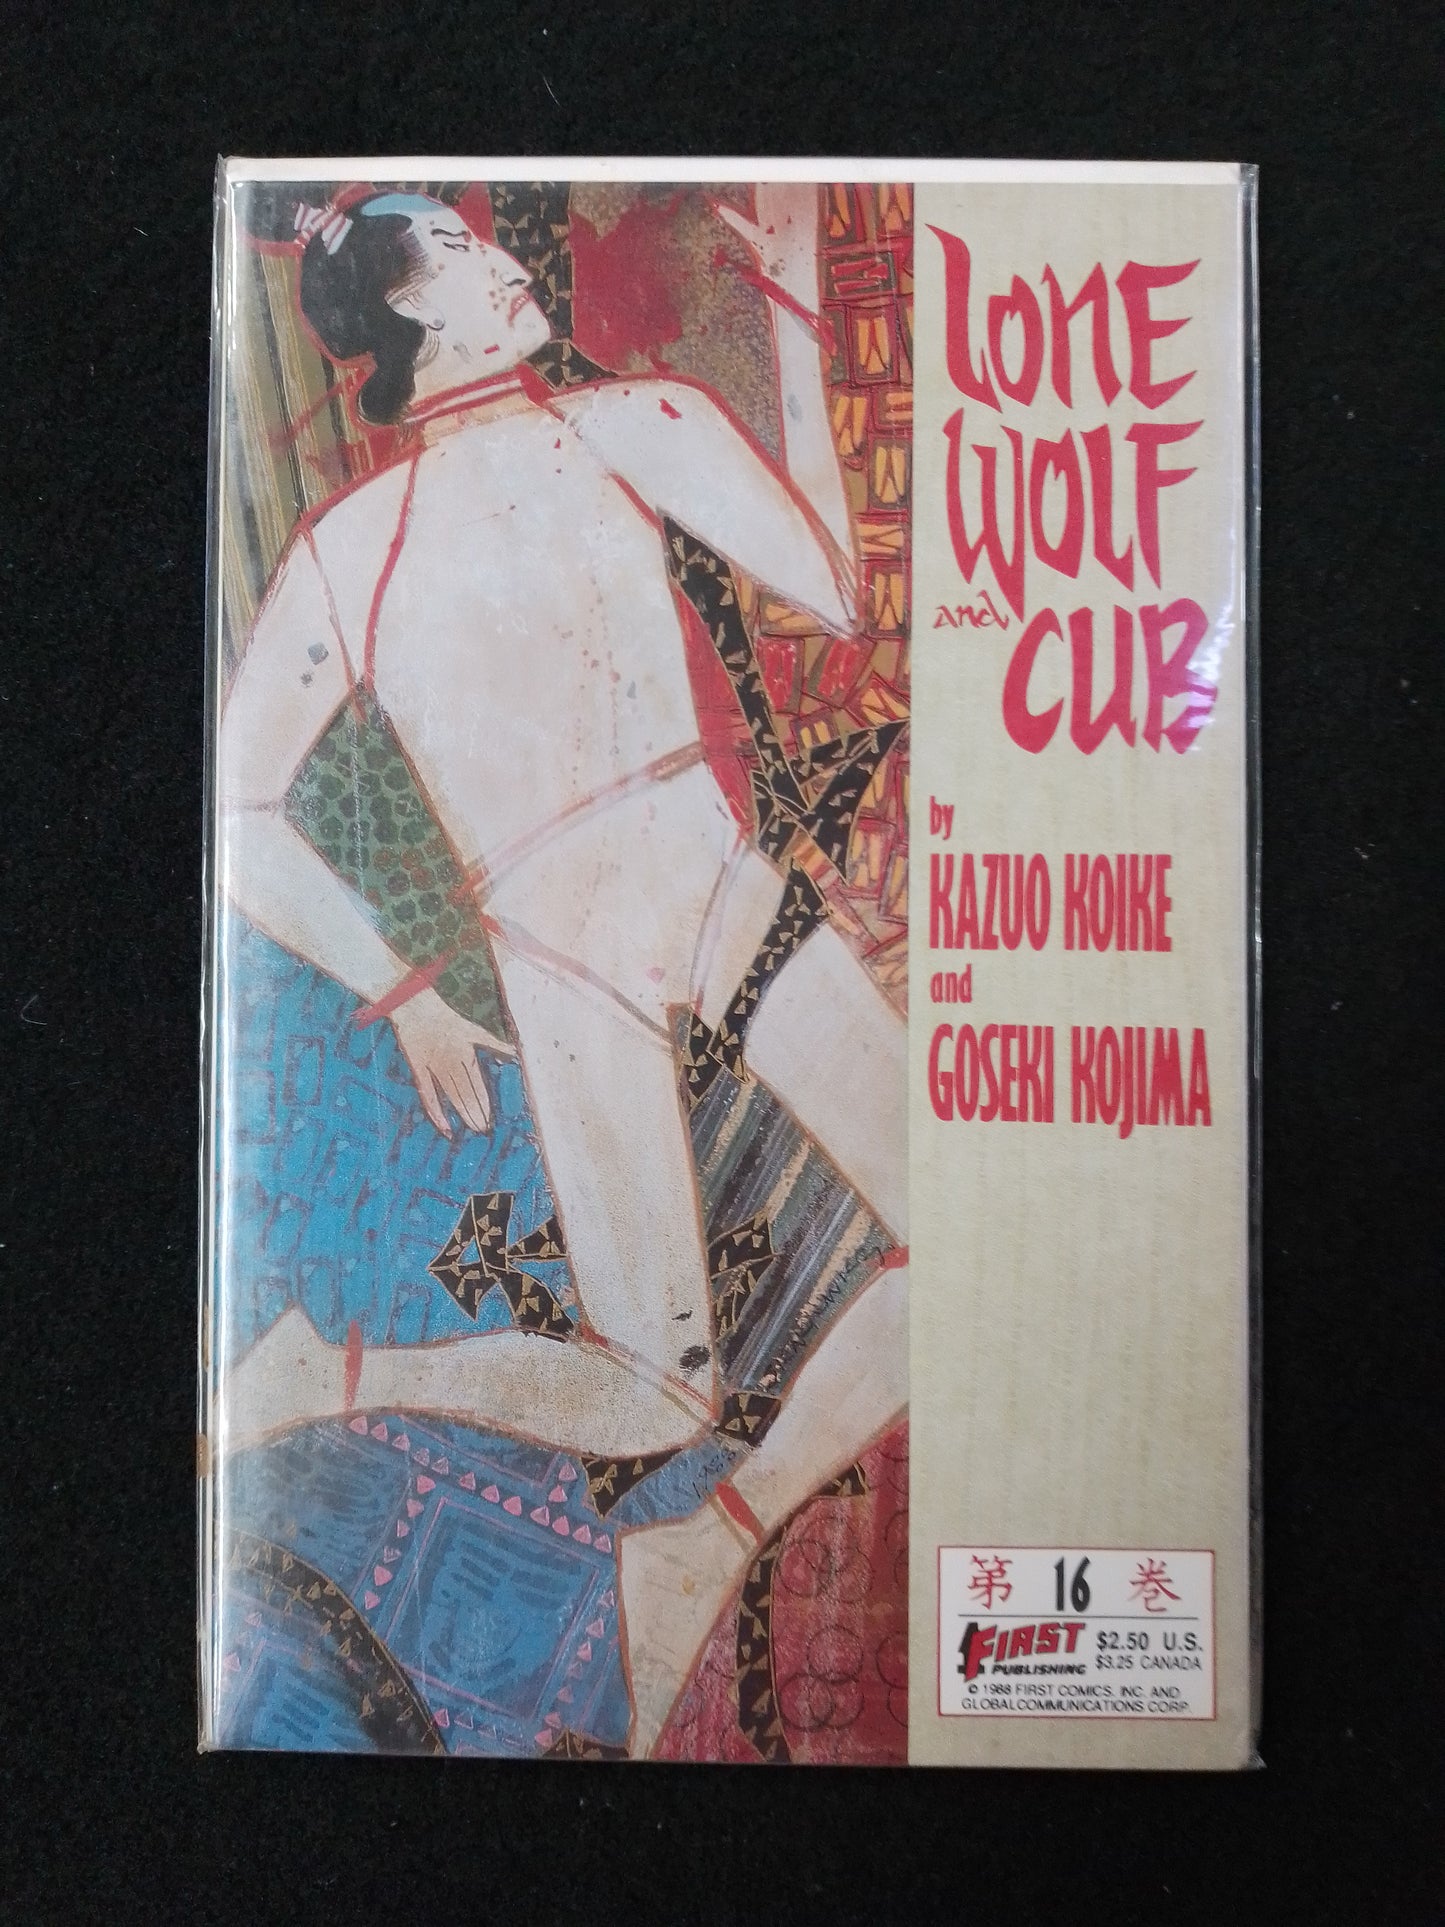 LONE
WOLF
and CUB
by
KAZUO KOIKE
and
GOSEKI KOJIMA
第 16 巻
FIRST
PUBLISHING
$2.50 U.S.
$3.25 CANADA
© 1988 FIRST COMICS, INC. AND
GLOBAL COMMUNICATIONS CORP.
1988